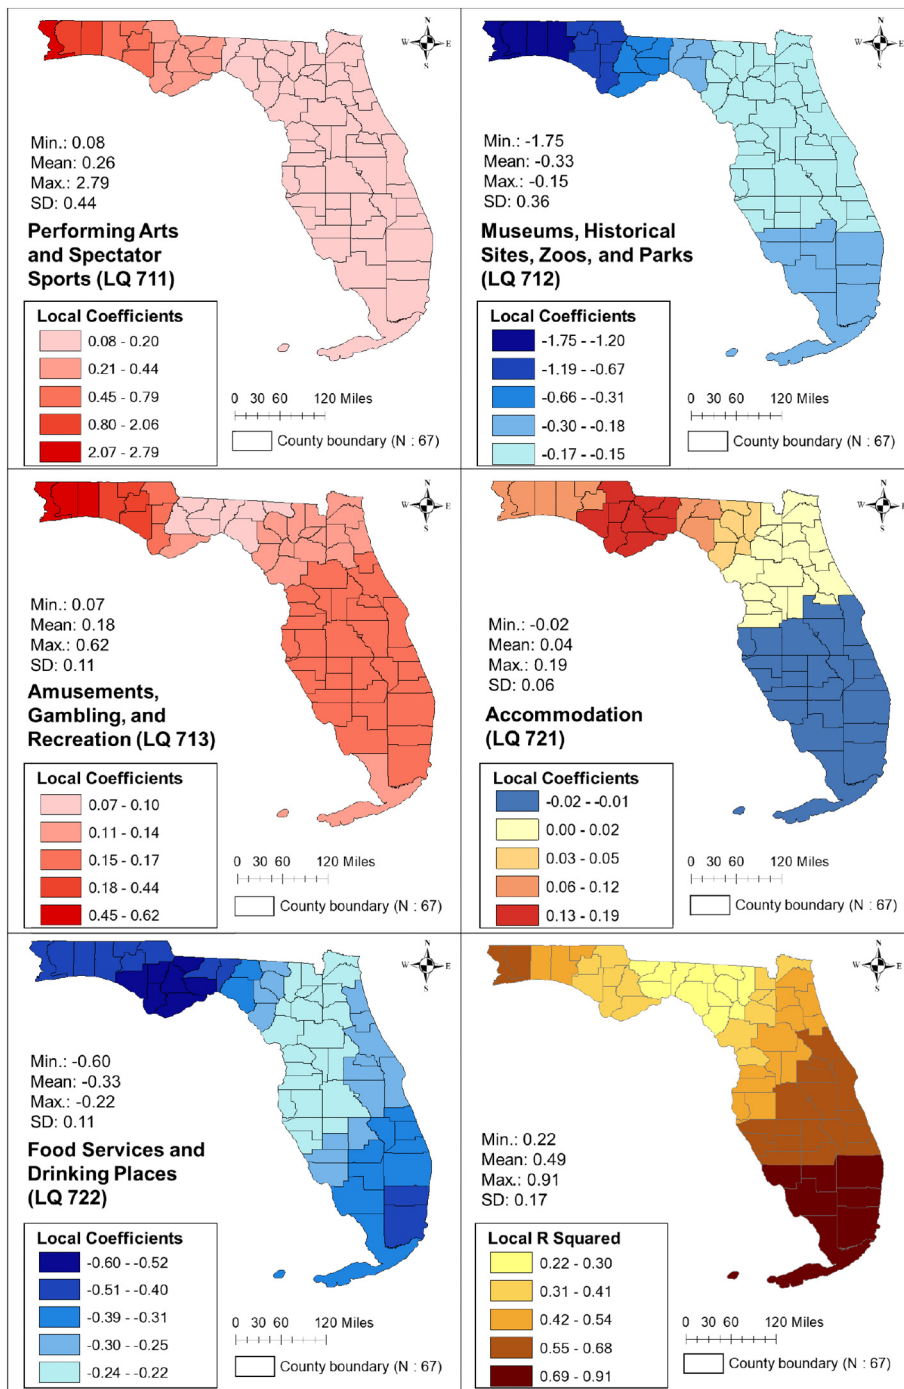 N
W E
S
Min.: 0.08
Mean: 0.26
Max.: 2.79
SD: 0.44
Performing Arts
and Spectator
Sports (LQ 711)
Local Coefficients
0.08 - 0.20
0.21 - 0.44
0.45 - 0.79
0.80 - 2.06
2.07 - 2.79
0 30 60 120 Miles
County boundary (N : 67)
N
W E
S
Min.: -1.75
Mean: -0.33
Max.: -0.15
SD: 0.36
Museums, Historical
Sites, Zoos, and Parks
(LQ 712)
Local Coefficients
-1.75 - -1.20
-1.19 - -0.67
-0.66 - -0.31
-0.30 - -0.18
-0.17 - -0.15
0 30 60 120 Miles
County boundary (N : 67)
N
W E
S
Min.: 0.07
Mean: 0.18
Max.: 0.62
SD: 0.11
Amusements,
Gambling, and
Recreation (LQ 713)
Local Coefficients
0.07 - 0.10
0.11 - 0.14
0.15 - 0.17
0.18 - 0.44
0.45 - 0.62
0 30 60 120 Miles
County boundary (N : 67)
N
W E
S
Min.: -0.02
Mean: 0.04
Max.: 0.19
SD: 0.06
Accommodation
(LQ 721)
Local Coefficients
-0.02 - -0.01
0.00 - 0.02
0.03 - 0.05
0.06 - 0.12
0.13 - 0.19
0 30 60 120 Miles
County boundary (N : 67)
N
W E
S
Min.: -0.60
Mean: -0.33
Max.: -0.22
SD: 0.11
Food Services and
Drinking Places
(LQ 722)
Local Coefficients
-0.60 - -0.52
-0.51 - -0.40
-0.39 - -0.31
-0.30 - -0.25
-0.24 - -0.22
0 30 60 120 Miles
County boundary (N : 67)
N
W E
S
Min.: 0.22
Mean: 0.49
Max.: 0.91
SD: 0.17
Local R Squared
0.22 - 0.30
0.31 - 0.41
0.42 - 0.54
0.55 - 0.68
0.69 - 0.91
0 30 60 120 Miles
County boundary (N : 67)